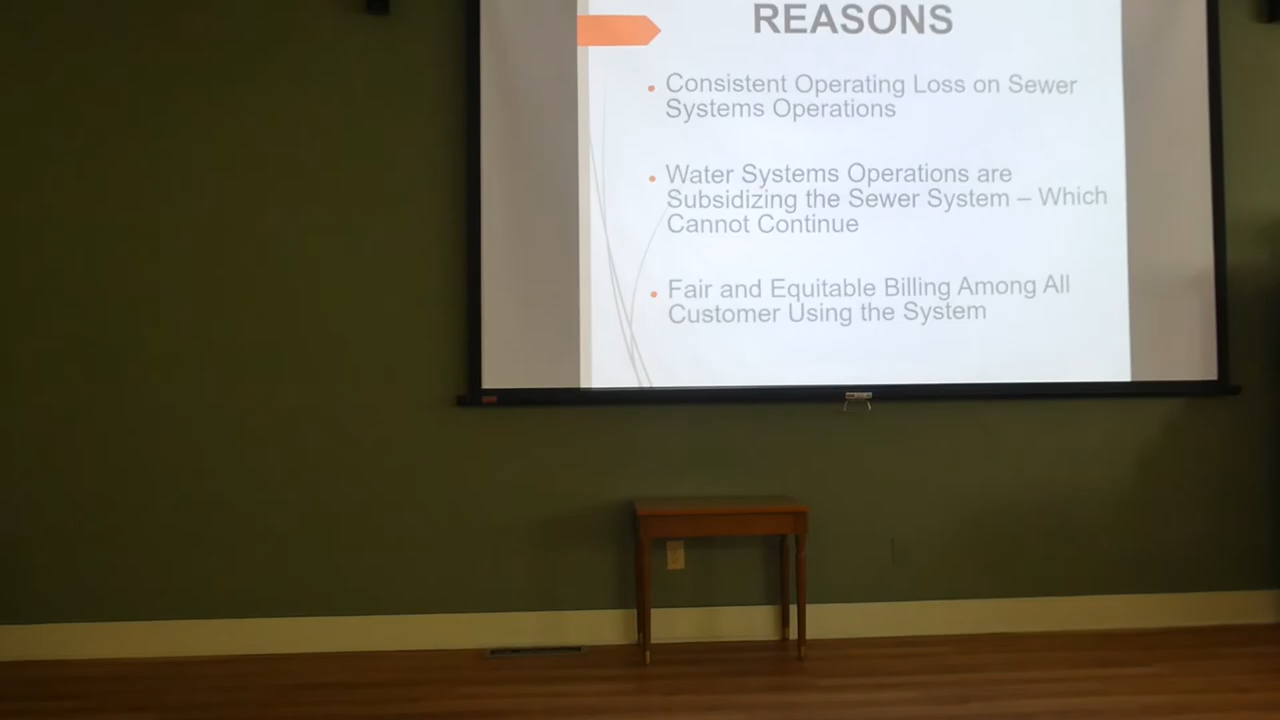 REASONS
• Consistent Operating Loss on Sewer
Systems Operations
• Water Systems Operations are
Subsidizing the Sewer System – Which
Cannot Continue
• Fair and Equitable Billing Among All
Customer Using the System